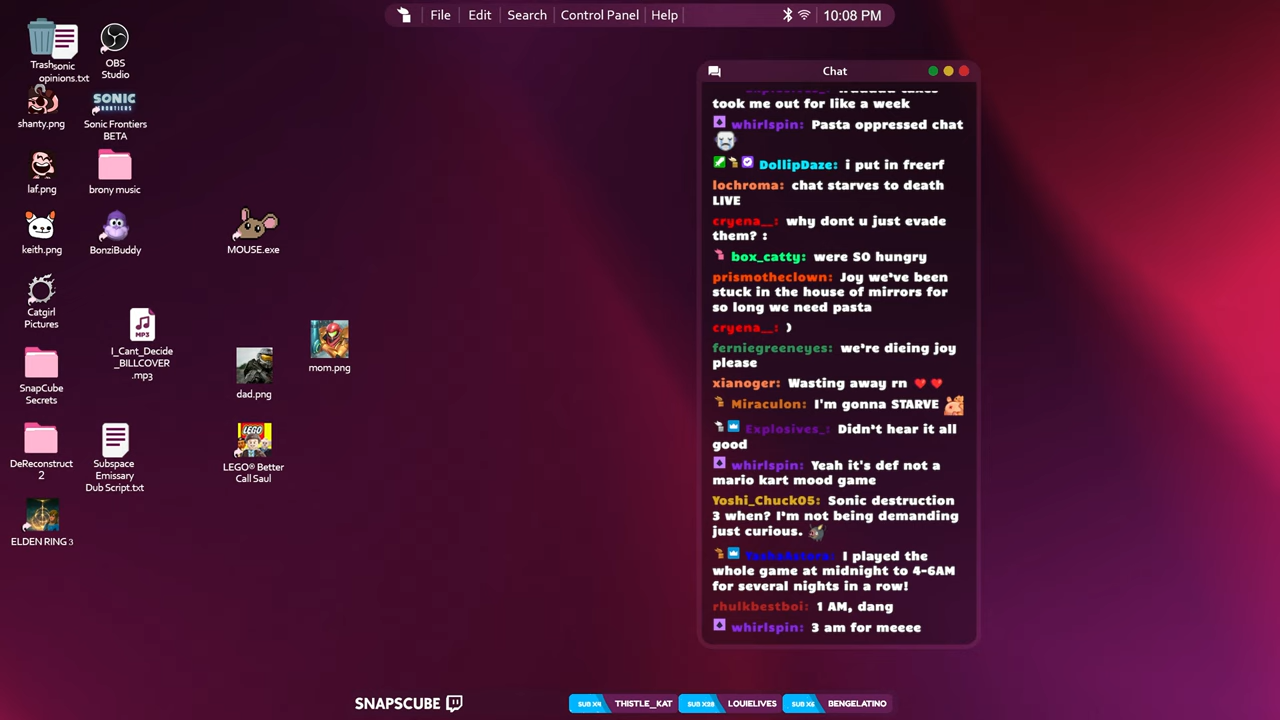 File Edit Search Control Panel Help 10:08 PM
Trash
sonic
opinions.txt
OBS
Studio
shanty.png
SONIC
FRONTIERS
Sonic Frontiers
BETA
laf.png
brony music
keith.png
BonziBuddy
MOUSE.exe
Catgirl
Pictures
MP3
I_Cant_Decide
_BILLCOVER
.mp3
mom.png
dad.png
SnapCube
Secrets
DeReconstruct
2
Subspace
Emissary
Dub Script.txt
LEGO
LEGO® Better
Call Saul
ELDEN RING 3
Chat
took me out for like a week
whirlspin: Pasta oppressed chat
DollipDaze: i put in freerf
lochroma: chat starves to death
LIVE
cryena__: why dont u just evade
them? :
box_catty: were SO hungry
prismotheclown: Joy we've been
stuck in the house of mirrors for
so long we need pasta
cryena__: )
ferniegreeneyes: we're dieing joy
please
xianoger: Wasting away rn
Miraculon: I'm gonna STARVE
Explosives_: Didn't hear it all
good
whirlspin: Yeah it's def not a
mario kart mood game
Yoshi_Chuck05: Sonic destruction
3 when? I'm not being demanding
just curious.
I played the
whole game at midnight to 4-6AM
for several nights in a row!
rhulkbestboi: 1 AM, dang
whirlspin: 3 am for meeee
SNAPSCUBE
SUB X4 THISTLE_KAT SUB X28 LOUIELIVES SUB X6 BENGELATINO